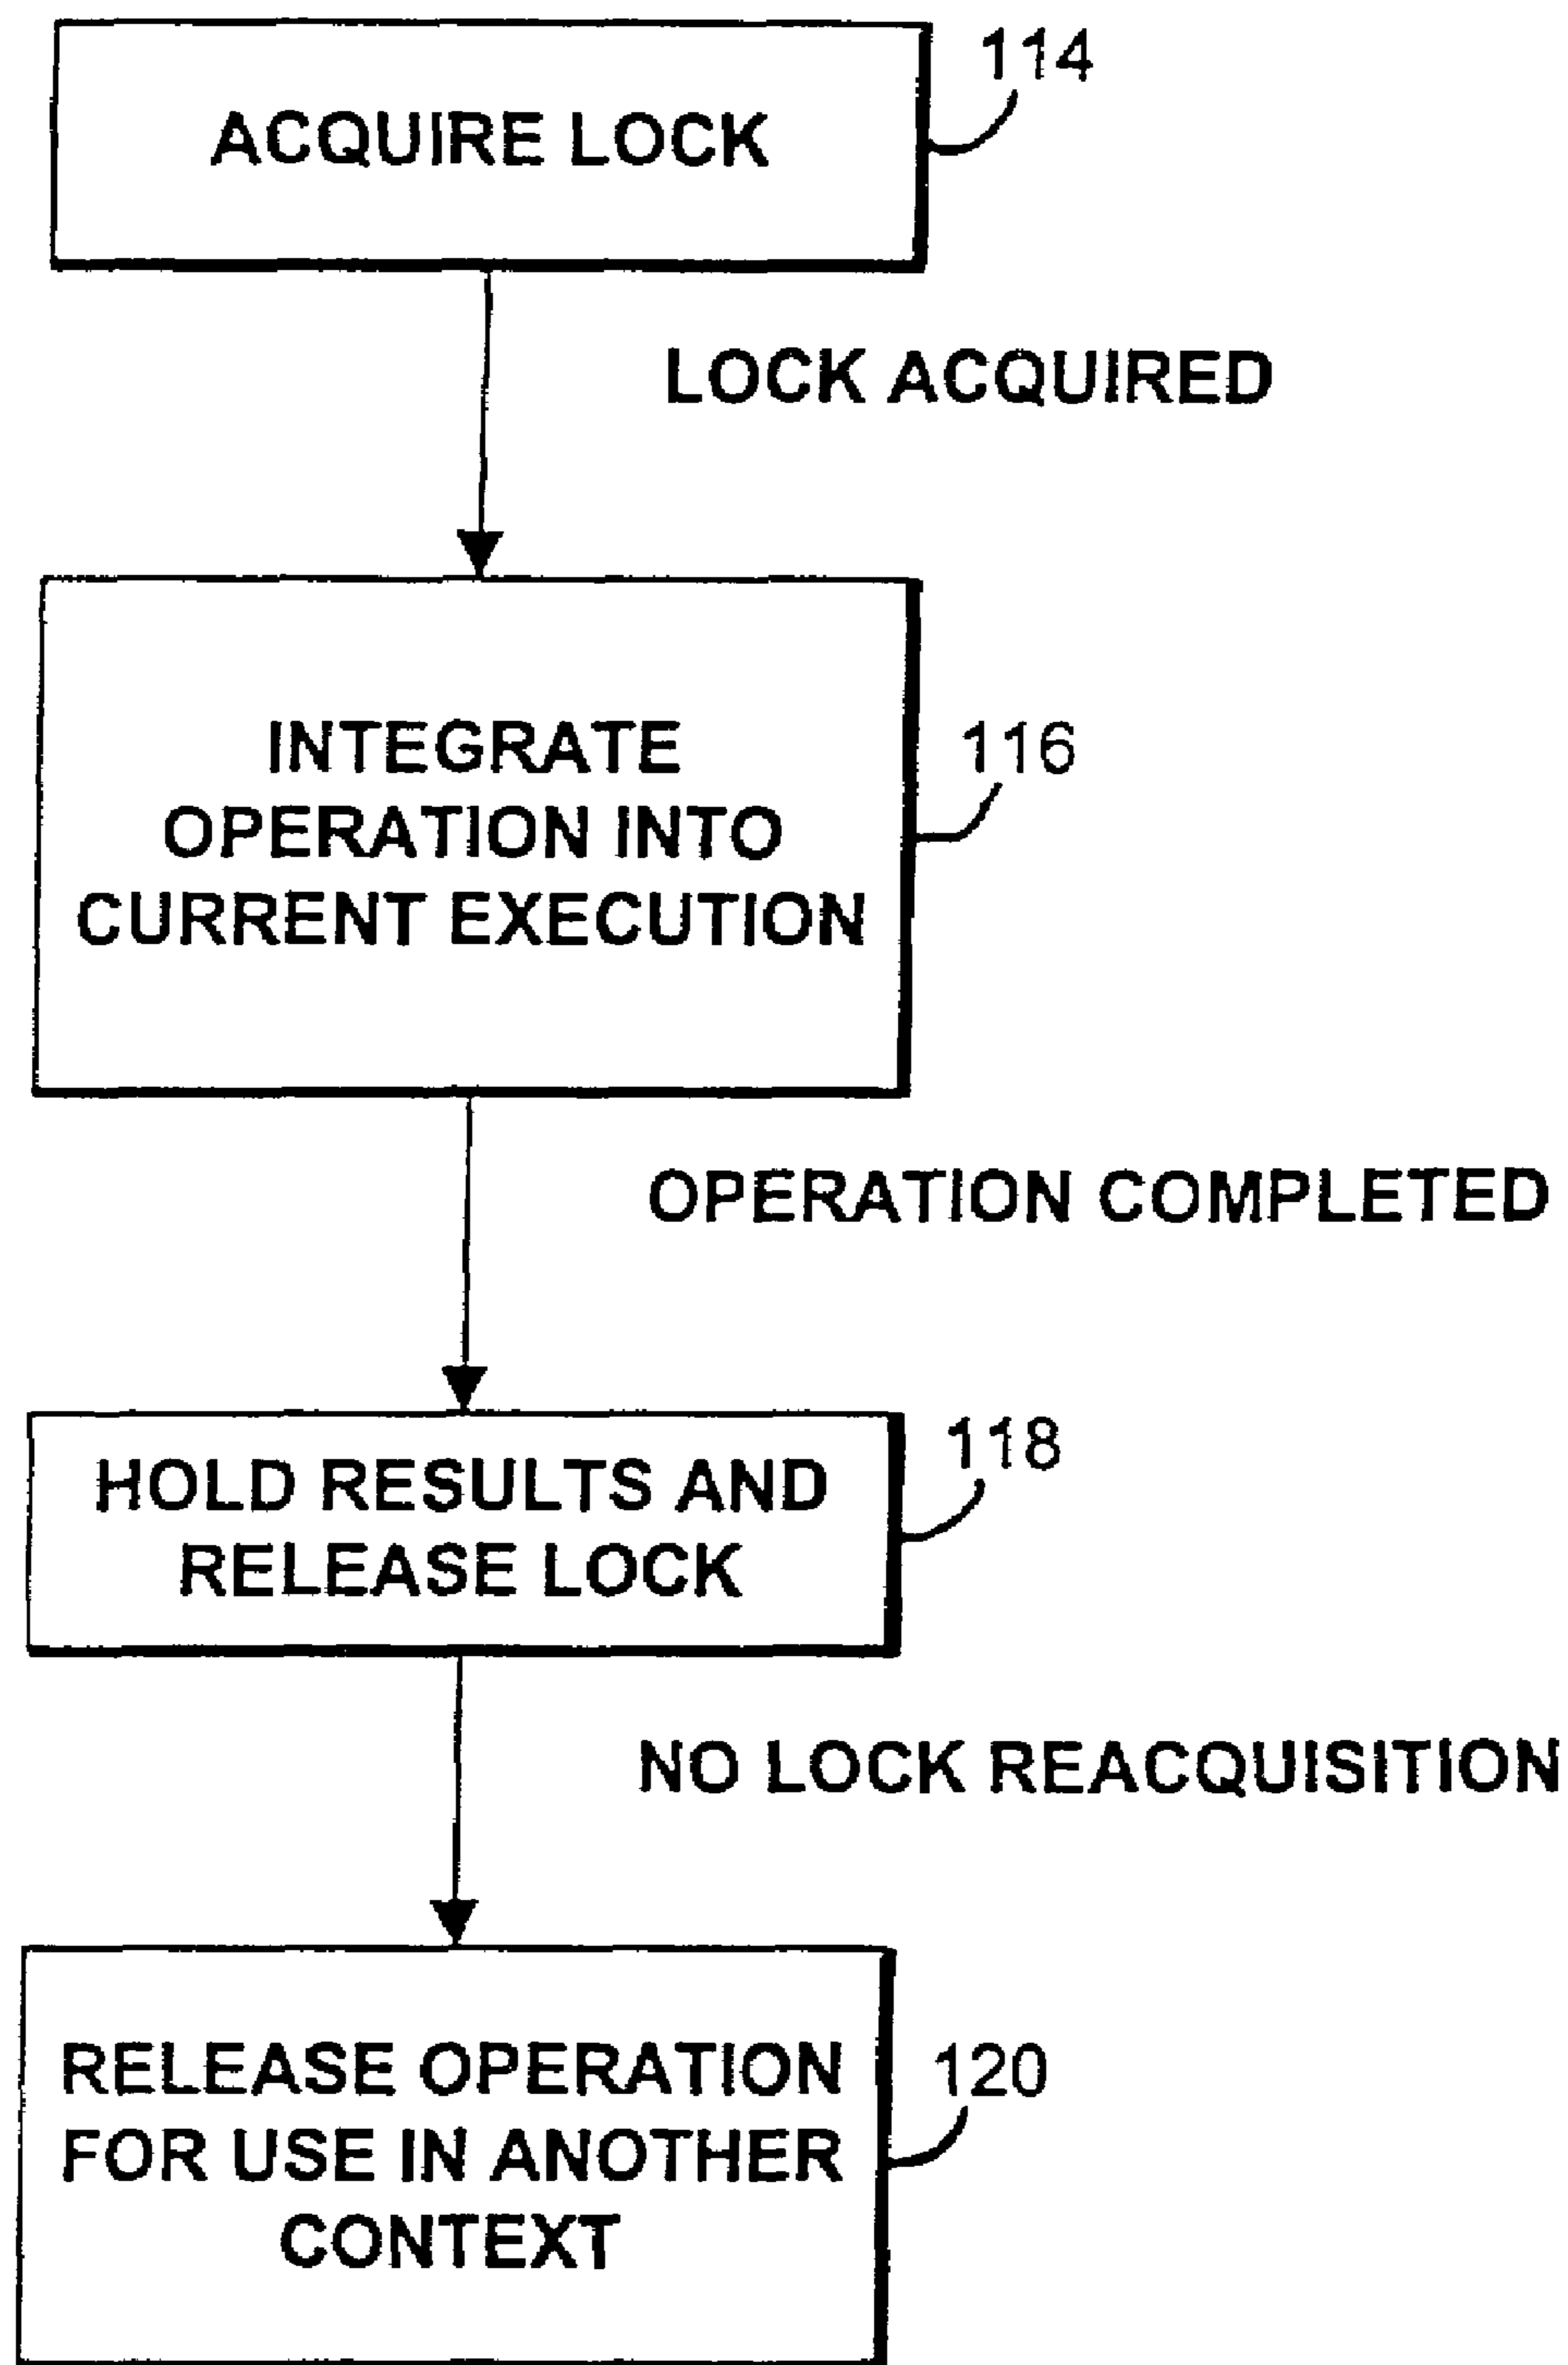 114
ACQUIRE LOCK
LOCK ACQUIRED
INTEGRATE
OPERATION INTO
CURRENT EXECUTION
116
OPERATION COMPLETED
HOLD RESULTS AND
RELEASE LOCK
118
NO LOCK REACQUISITION
RELEASE OPERATION
FOR USE IN ANOTHER
CONTEXT
120